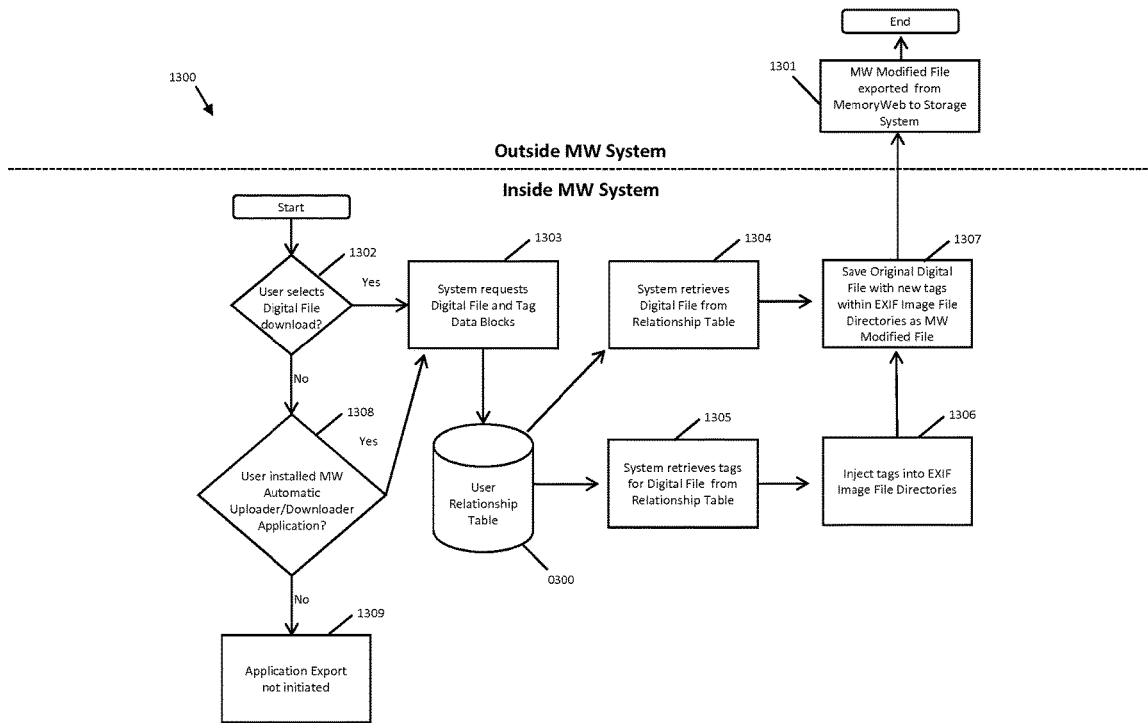 End
1301
MW Modified File
exported from
MemoryWeb to Storage
System
1300
Outside MW System
Inside MW System
Start
1302
User selects
Digital File
download?
Yes
1303
System requests
Digital File and Tag
Data Blocks
1304
System retrieves
Digital File from
Relationship Table
1307
Save Original Digital
File with new tags
within EXIF Image File
Directories as MW
Modified File
No
1308
Yes
User installed MW
Automatic
Uploader/Downloader
Application?
User
Relationship
Table
0300
1305
System retrieves tags
for Digital File from
Relationship Table
1306
Inject tags into EXIF
Image File Directories
No
1309
Application Export
not initiated